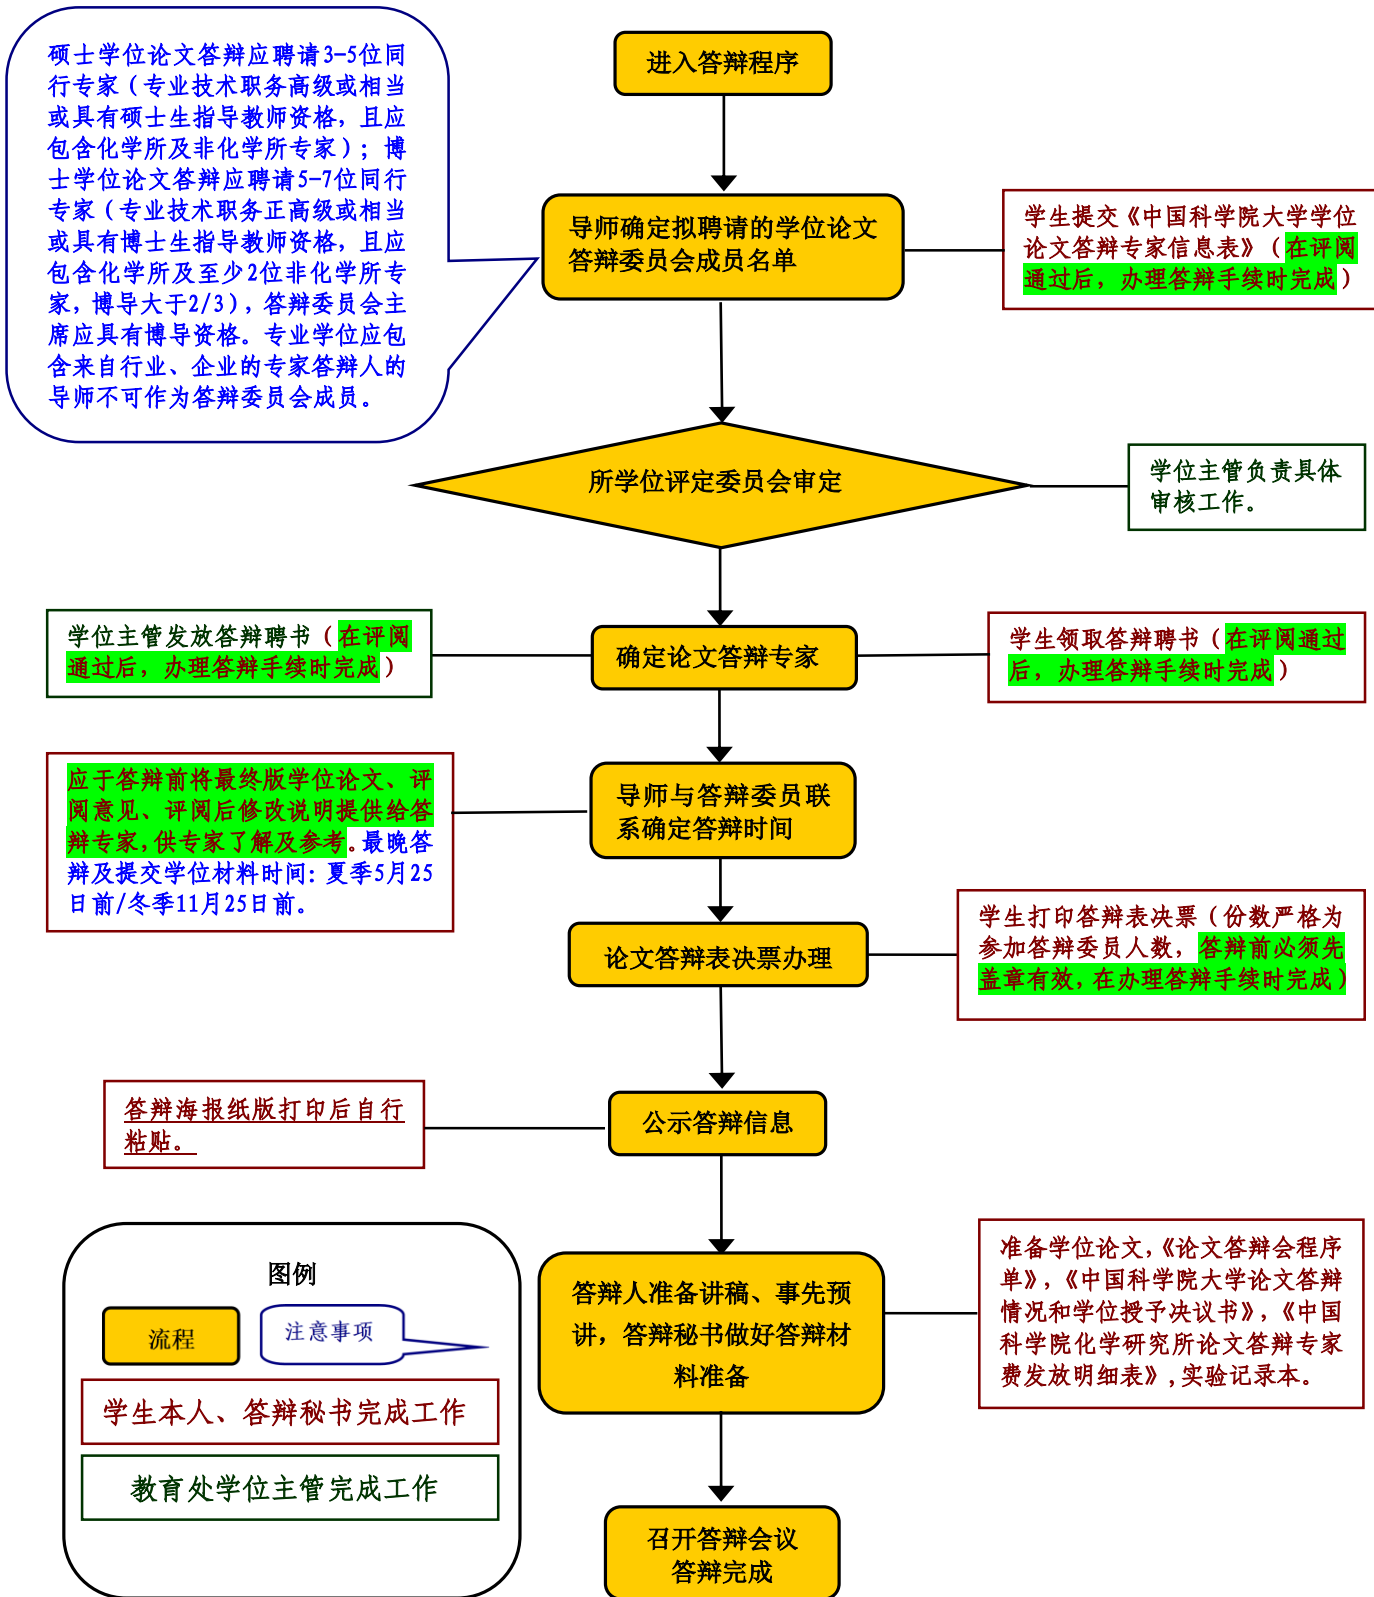 硕士学位论文答辩应聘请3-5位同
行专家（专业技术职务高级或相当
或具有硕士生指导教师资格，且应
包含化学所及非化学所专家）；博
士学位论文答辩应聘请5-7位同行
专家（专业技术职务正高级或相当
或具有博士生指导教师资格，且应
包含化学所及至少2位非化学所专
家，博导大于2/3），答辩委员会主
席应具有博导资格。专业学位应包
含来自行业、企业的专家答辩人的
导师不可作为答辩委员会成员。
进入答辩程序
导师确定拟聘请的学位论文
答辩委员会成员名单
学生提交《中国科学院大学学位
论文答辩专家信息表》（在评阅
通过后，办理答辩手续时完成）
所学位评定委员会审定
学位主管负责具体
审核工作。
学位主管发放答辩聘书（在评阅
通过后，办理答辩手续时完成）
确定论文答辩专家
学生领取答辩聘书（在评阅通过
后，办理答辩手续时完成）
应于答辩前将最终版学位论文、评
阅意见、评阅后修改说明提供给答
辩专家，供专家了解及参考。最晚答
辩及提交学位材料时间：夏季5月25
日前/冬季11月25日前。
导师与答辩委员联
系确定答辩时间
论文答辩表决票办理
学生打印答辩表决票（份数严格为
参加答辩委员人数，答辩前必须先
盖章有效，在办理答辩手续时完成）
答辩海报纸版打印后自行
粘贴。
公示答辩信息
答辩人准备讲稿、事先预
讲，答辩秘书做好答辩材
料准备
准备学位论文，《论文答辩会程序
单》，《中国科学院大学论文答辩
情况和学位授予决议书》，《中国
科学院化学研究所论文答辩专家
费发放明细表》，实验记录本。
召开答辩会议
答辩完成
图例
流程
注意事项
学生本人、答辩秘书完成工作
教育处学位主管完成工作